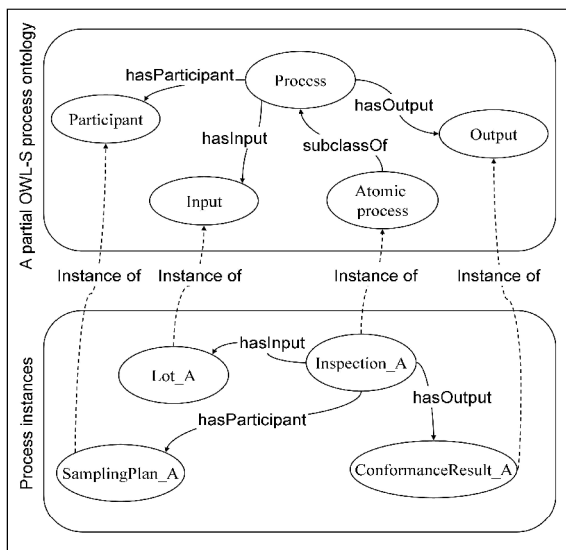 A partial OWL-S process ontology
hasParticipant
Process
hasOutput
Participant
hasInput
subclassOf
Output
Input
Atomic
process
Instance of
Instance of
Instance of
Instance of
Process instances
hasInput
Lot_A
Inspection_A
hasParticipant
hasOutput
SamplingPlan_A
ConformanceResult_A